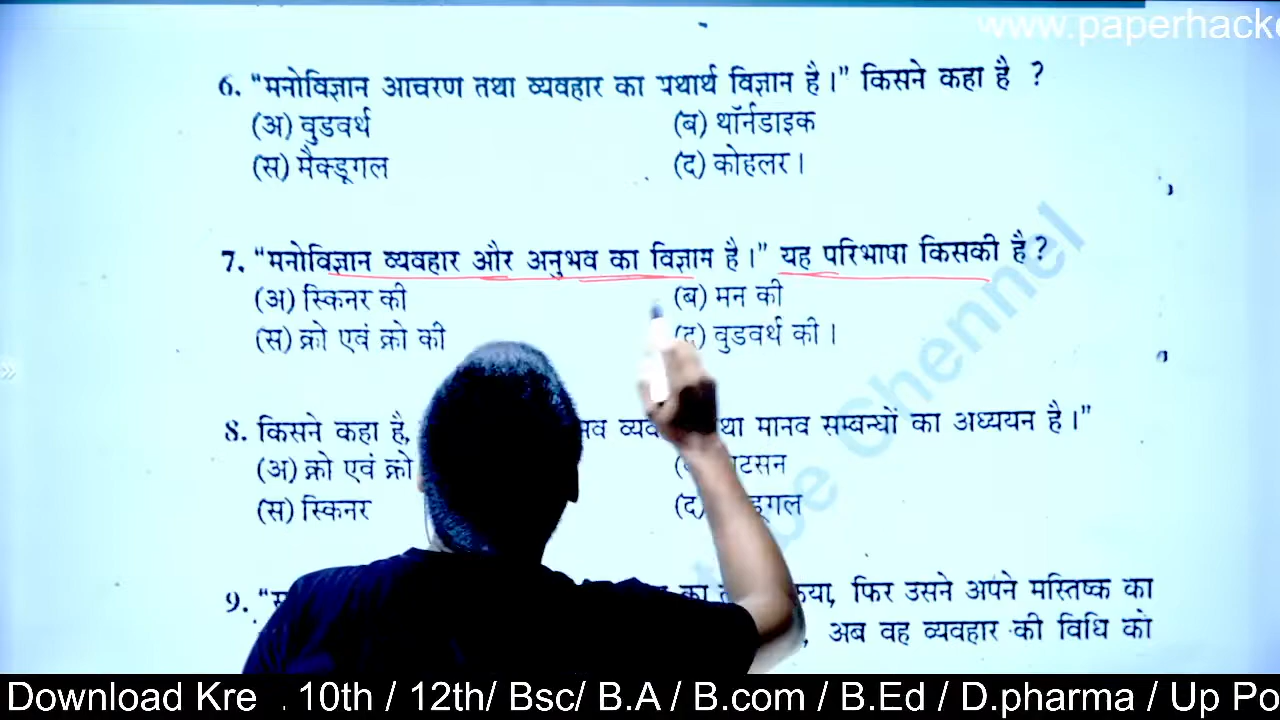 www.paperhacke
6. “मनोविज्ञान आचरण तथा व्यवहार का यथार्थ विज्ञान है।” किसने कहा है ?
(अ) वुडवर्थ (ब) थॉर्नडाइक
(स) मैक्डूगल (द) कोहलर।
7. “मनोविज्ञान व्यवहार और अनुभव का विज्ञान है।” यह परिभाषा किसकी है ?
(अ) स्किनर की (ब) मन की
(स) क्रो एवं क्रो की (द) वुडवर्थ की।
8. किसने कहा है, मानव सम्बन्धों का अध्ययन है।”
(अ) क्रो एवं क्रो
(स) स्किनर (द)
9. फिर उसने अपने मस्तिष्क का
अब वह व्यवहार की विधि को
Chennel
Download Kre 10th / 12th/ Bsc/ B.A / B.com / B.Ed / D.pharma / Up Po